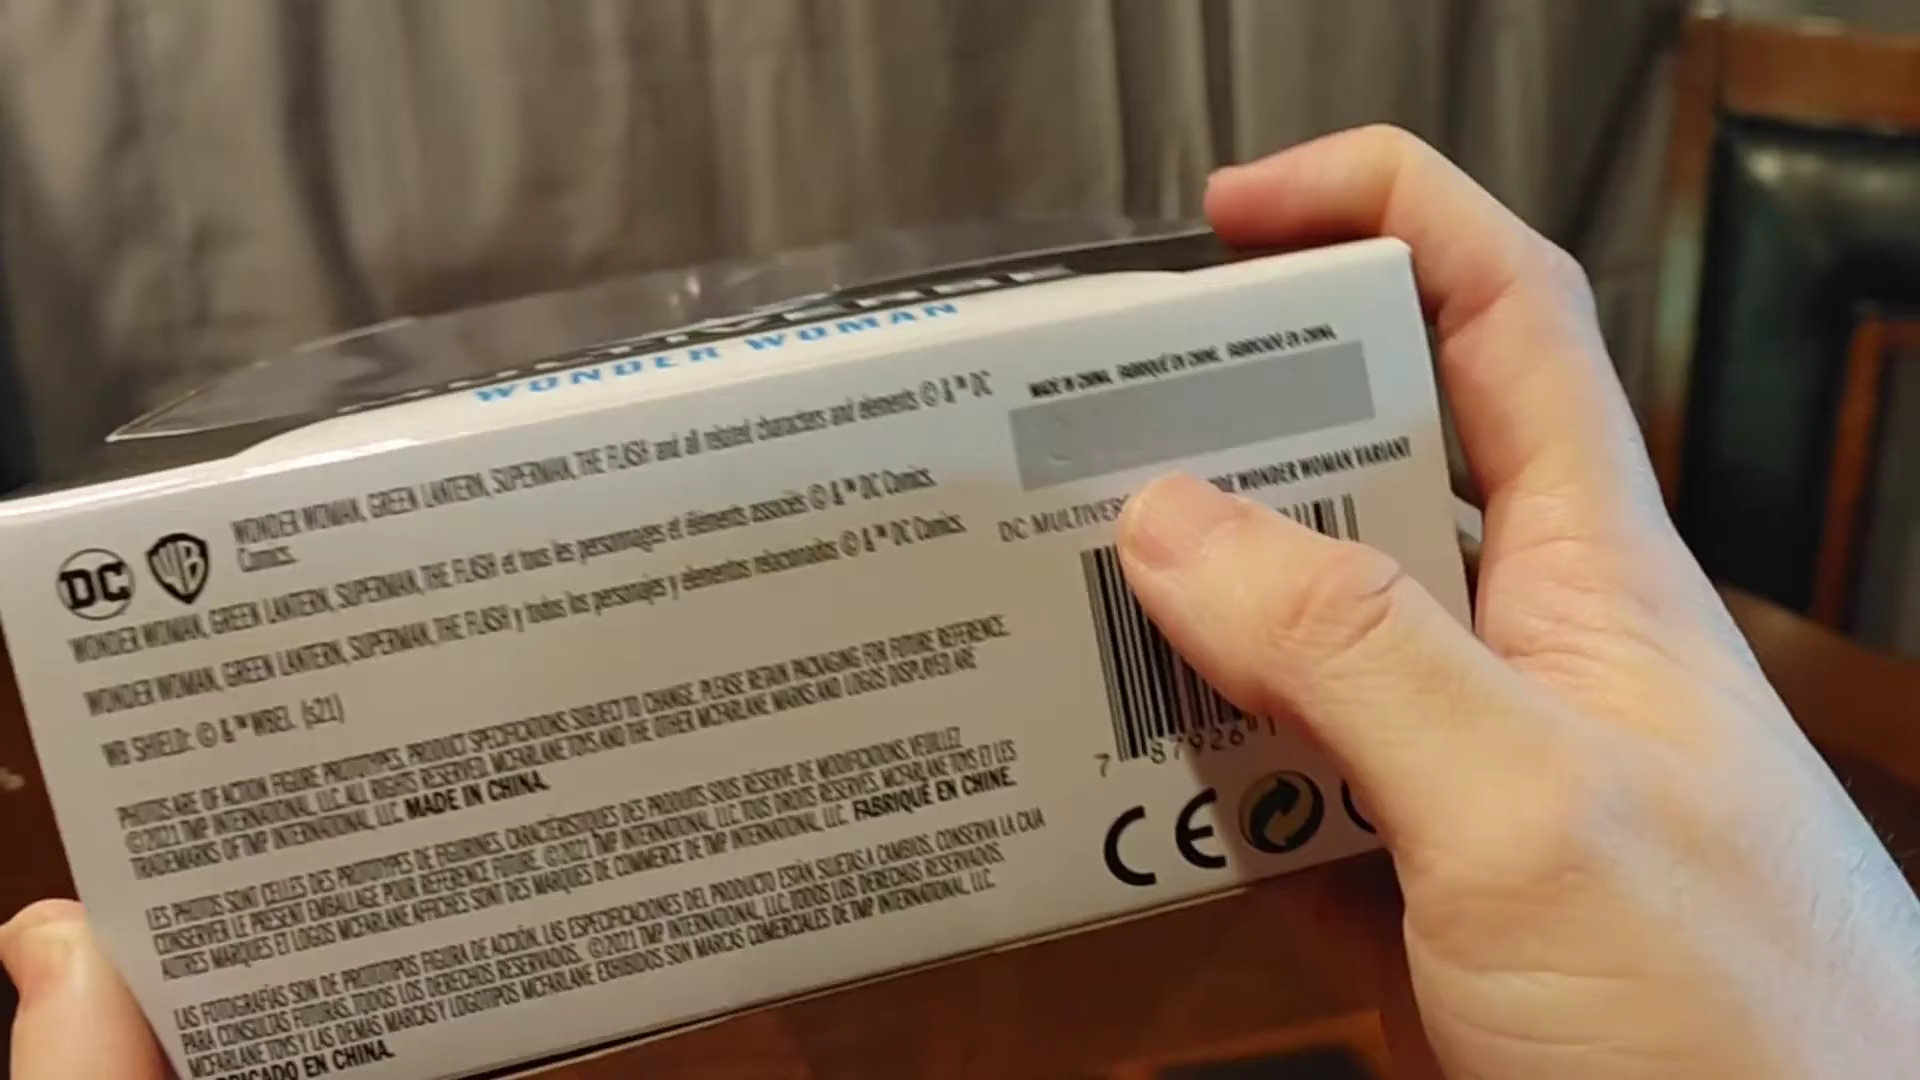 WONDER WOMAN
WONDER WOMAN, GREEN LANTERN, SUPERMAN, THE FLASH and all related characters and elements © & ™ DC
Comics.
DC
WB
WONDER WOMAN, GREEN LANTERN, SUPERMAN, THE FLASH et tous les personnages et éléments associés © & ™ DC Comics.
WONDER WOMAN, GREEN LANTERN, SUPERMAN, THE FLASH y todos los personajes y elementos relacionados © & ™ DC Comics.
WB SHIELD: © & ™ WBEI. (s21)
PHOTOS ARE OF ACTION FIGURE PROTOTYPES. PRODUCT SPECIFICATIONS SUBJECT TO CHANGE. PLEASE RETAIN PACKAGING FOR FUTURE REFERENCE.
©2021 TMP INTERNATIONAL, LLC. ALL RIGHTS RESERVED. MCFARLANE TOYS AND THE OTHER MCFARLANE MARKS AND LOGOS DISPLAYED ARE
TRADEMARKS OF TMP INTERNATIONAL, LLC. MADE IN CHINA.
LES PHOTOS SONT CELLES DES PROTOTYPES DE FIGURINES. CARACTÉRISTIQUES DES PRODUITS SOUS RÉSERVE DE MODIFICATIONS. VEUILLEZ
CONSERVER LE PRÉSENT EMBALLAGE POUR RÉFÉRENCE FUTURE. ©2021 TMP INTERNATIONAL, LLC. TOUS DROITS RÉSERVÉS. MCFARLANE TOYS ET LES
AUTRES MARQUES ET LOGOS MCFARLANE AFFICHÉS SONT DES MARQUES DE COMMERCE DE TMP INTERNATIONAL, LLC. FABRIQUÉ EN CHINE.
LAS FOTOGRAFÍAS SON DE PROTOTIPOS FIGURA DE ACCIÓN. LAS ESPECIFICACIONES DEL PRODUCTO ESTÁN SUJETAS A CAMBIOS. CONSERVA LA CAJA
PARA CONSULTAS FUTURAS. TODOS LOS DERECHOS RESERVADOS. ©2021 TMP INTERNATIONAL, LLC. TODOS LOS DERECHOS RESERVADOS.
MCFARLANE TOYS Y LAS DEMÁS MARCAS Y LOGOTIPOS MCFARLANE EXHIBIDOS SON MARCAS COMERCIALES DE TMP INTERNATIONAL, LLC.
EN CHINA.
MADE IN CHINA. FABRIQUÉ EN CHINE. FABRICADO EN CHINA.
DC WONDER WOMAN VARIANT
7 87926
CE